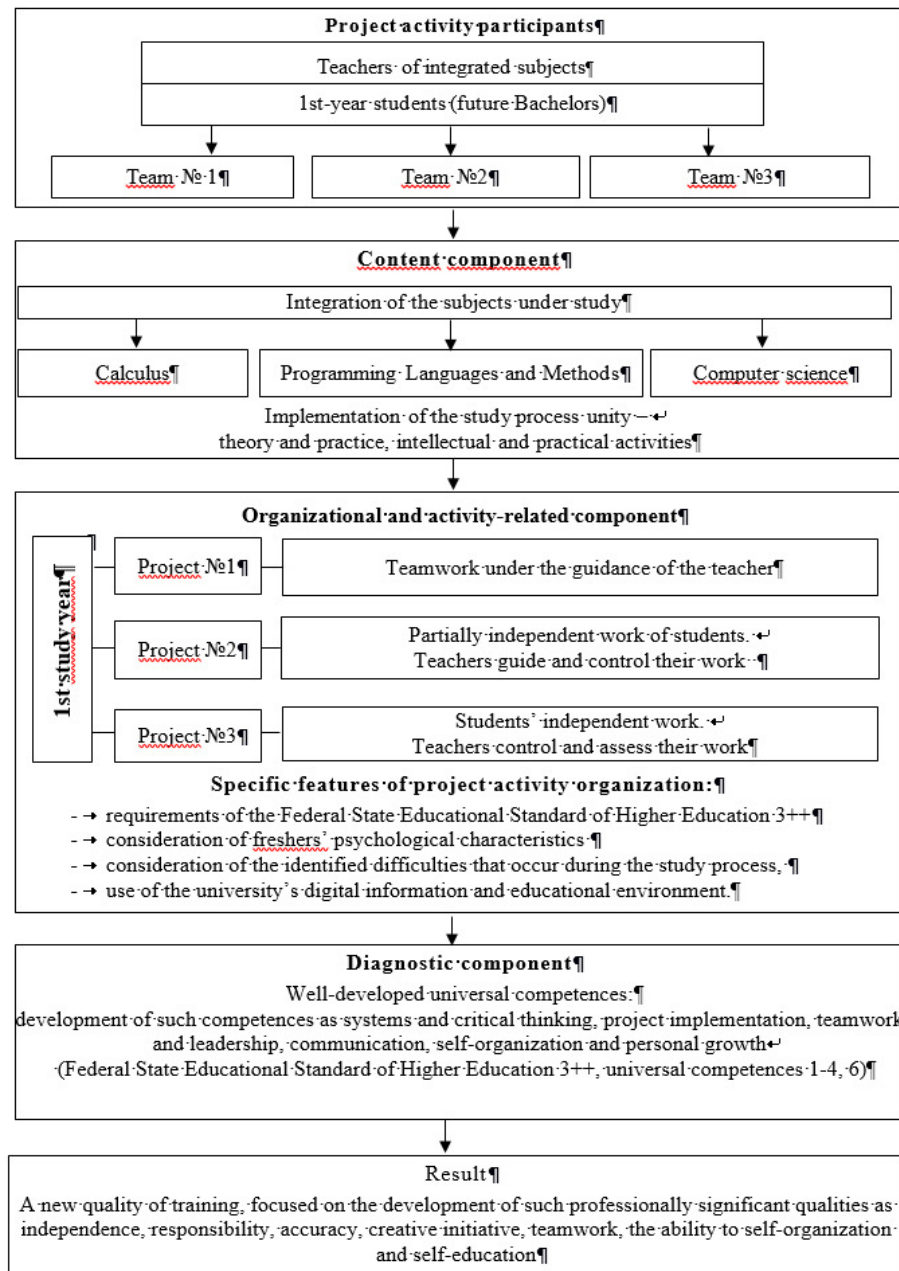 Project activity participants¶
Teachers of integrated subjects¶
1st-year students (future Bachelors)¶
Team № 1¶
Team №2¶
Team №3¶
Content component¶
Integration of the subjects under study¶
Calculus¶
Programming Languages and Methods¶
Computer science¶
Implementation of the study process unity – ↵
theory and practice, intellectual and practical activities¶
Organizational and activity-related component¶
1st study year¶
Project №1¶
Teamwork under the guidance of the teacher¶
Project №2¶
Partially independent work of students. ↵
Teachers guide and control their work ¶
Project №3¶
Students' independent work. ↵
Teachers control and assess their work¶
Specific features of project activity organization:¶
- → requirements of the Federal State Educational Standard of Higher Education 3++¶
- → consideration of freshers' psychological characteristics ¶
- → consideration of the identified difficulties that occur during the study process, ¶
- → use of the university's digital information and educational environment.¶
Diagnostic component¶
Well-developed universal competences:¶
development of such competences as systems and critical thinking, project implementation, teamwork
and leadership, communication, self-organization and personal growth↵
(Federal State Educational Standard of Higher Education 3++, universal competences 1-4, 6)¶
Result¶
A new quality of training, focused on the development of such professionally significant qualities as
independence, responsibility, accuracy, creative initiative, teamwork, the ability to self-organization
and self-education¶